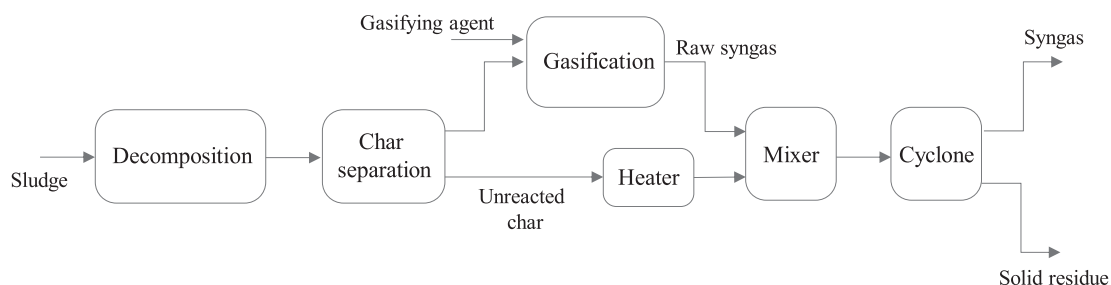 Gasifying agent
Gasification
Raw syngas
Syngas
Sludge
Decomposition
Char
separation
Unreacted
char
Heater
Mixer
Cyclone
Solid residue